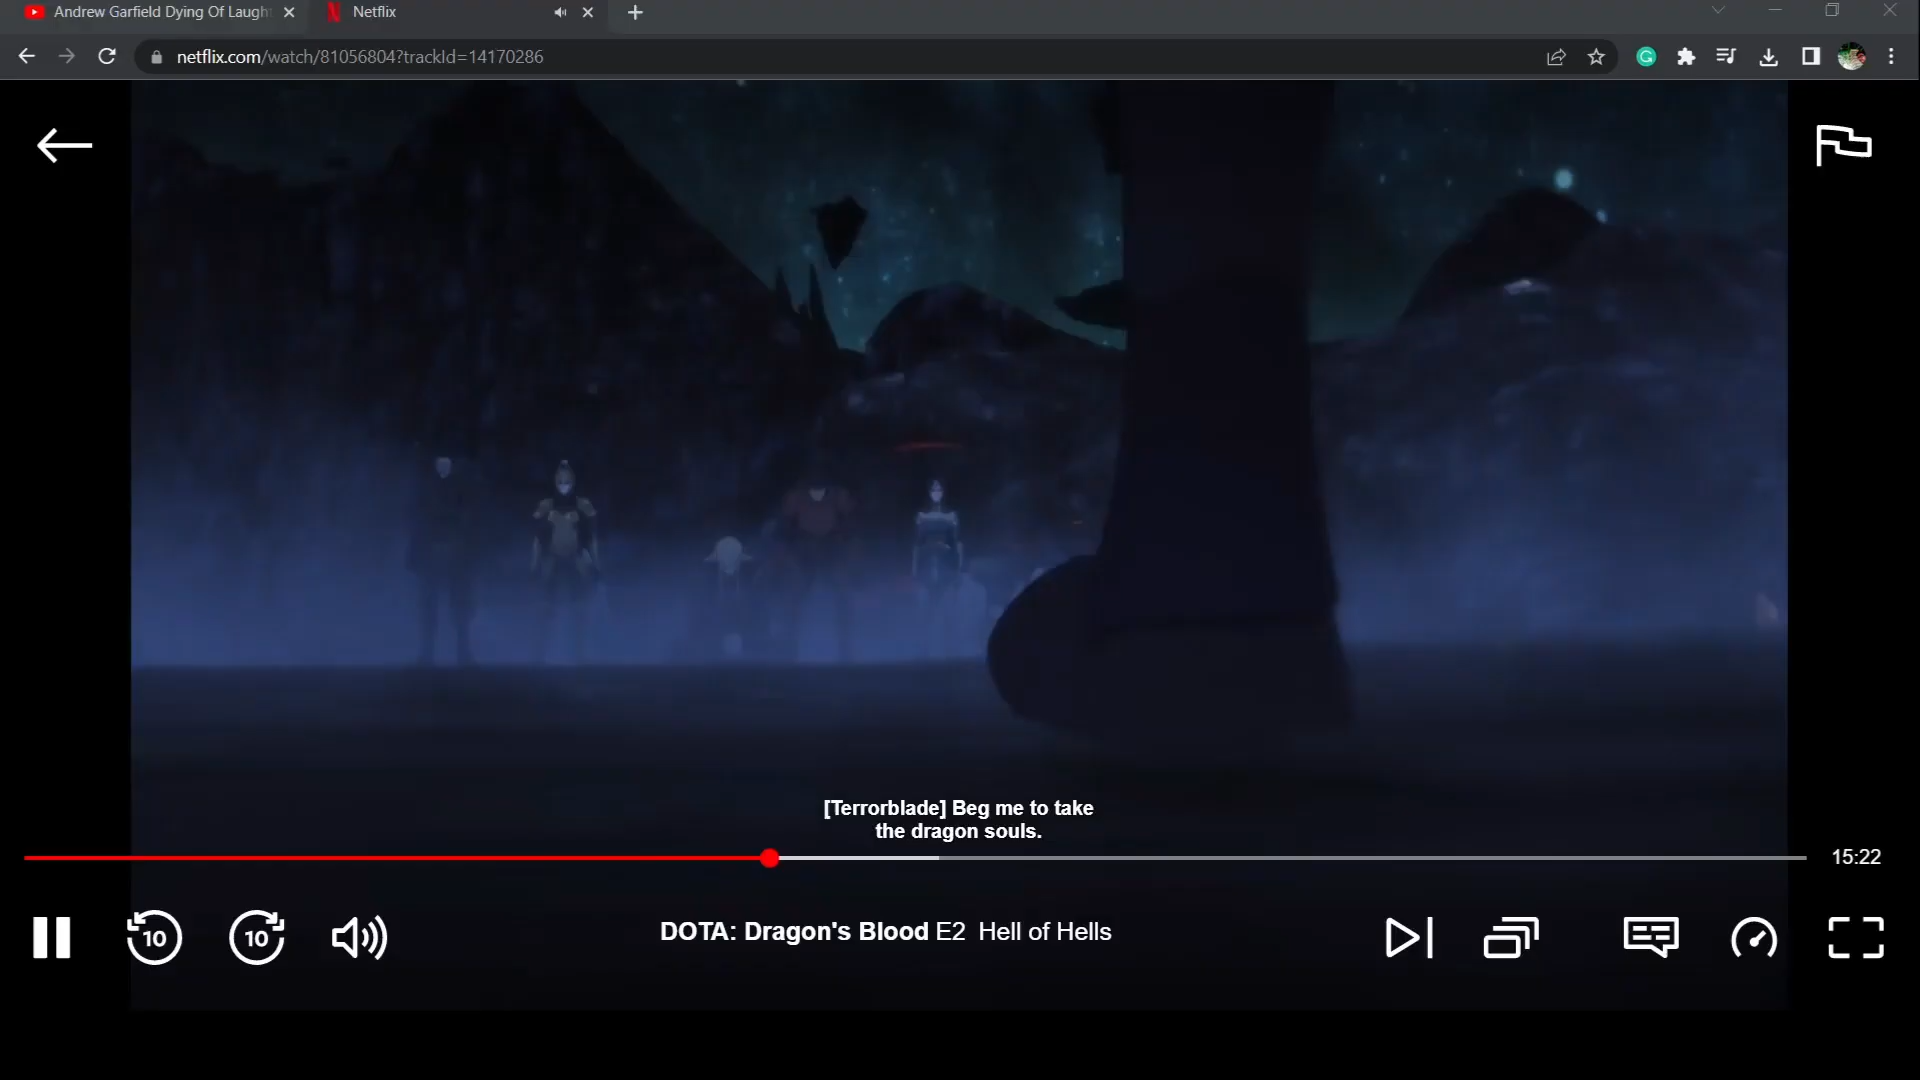 Andrew Garfield Dying Of Laugh
Netflix
netflix.com/watch/81056804?trackId=14170286
[Terrorblade] Beg me to take
the dragon souls.
15:22
10
10
DOTA: Dragon's Blood E2 Hell of Hells